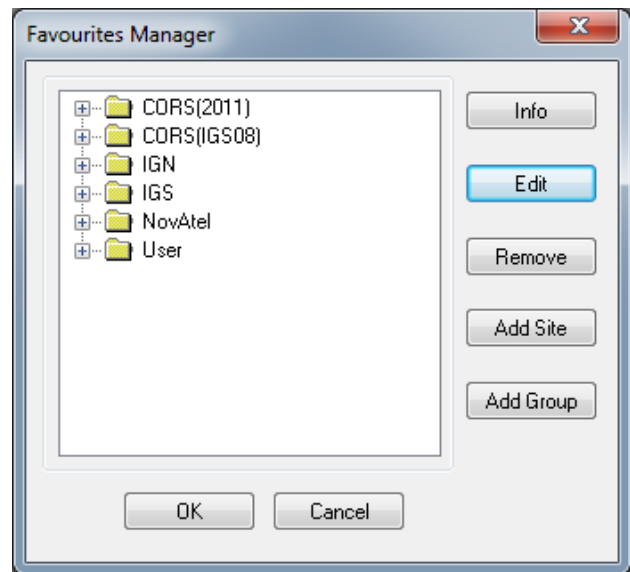 Favourites Manager
CORS(2011)
CORS(IGS08)
IGN
IGS
NovAtel
User
Info
Edit
Remove
Add Site
Add Group
OK
Cancel